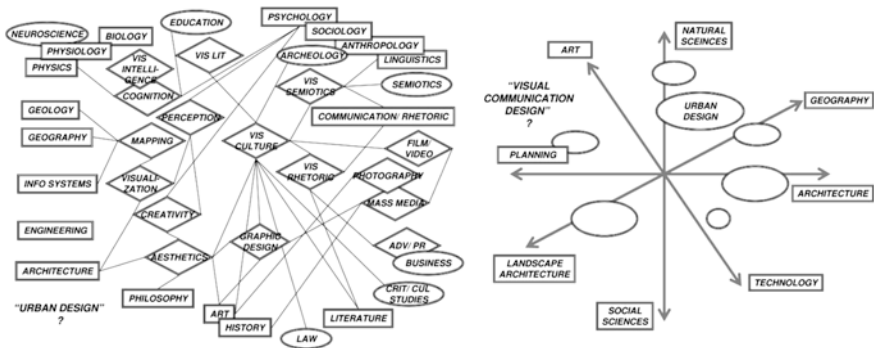 NEUROSCIENCE
PHYSIOLOGY
PHYSICS
BIOLOGY
EDUCATION
VIS LIT
VIS
INTELLI-
GENCE
COGNITION
PSYCHOLOGY
SOCIOLOGY
ANTHROPOLOGY
ARCHEOLOGY
LINGUISTICS
VIS
SEMIOTICS
SEMIOTICS
GEOLOGY
GEOGRAPHY
PERCEPTION
MAPPING
COMMUNICATION/ RHETORIC
VIS
CULTURE
FILM/
VIDEO
VIS
RHETORIC
PHOTOGRAPHY
MASS MEDIA
INFO SYSTEMS
VISUALI-
ZATION
CREATIVITY
ENGINEERING
GRAPHIC
DESIGN
ADV/ PR
BUSINESS
ARCHITECTURE
AESTHETICS
CRIT/ CUL
STUDIES
PHILOSOPHY
"URBAN DESIGN"
?
ART
HISTORY
LITERATURE
LAW
ART
NATURAL
SCEINCES
"VISUAL
COMMUNICATION
DESIGN"
?
URBAN
DESIGN
GEOGRAPHY
PLANNING
ARCHITECTURE
LANDSCAPE
ARCHITECTURE
TECHNOLOGY
SOCIAL
SCIENCES